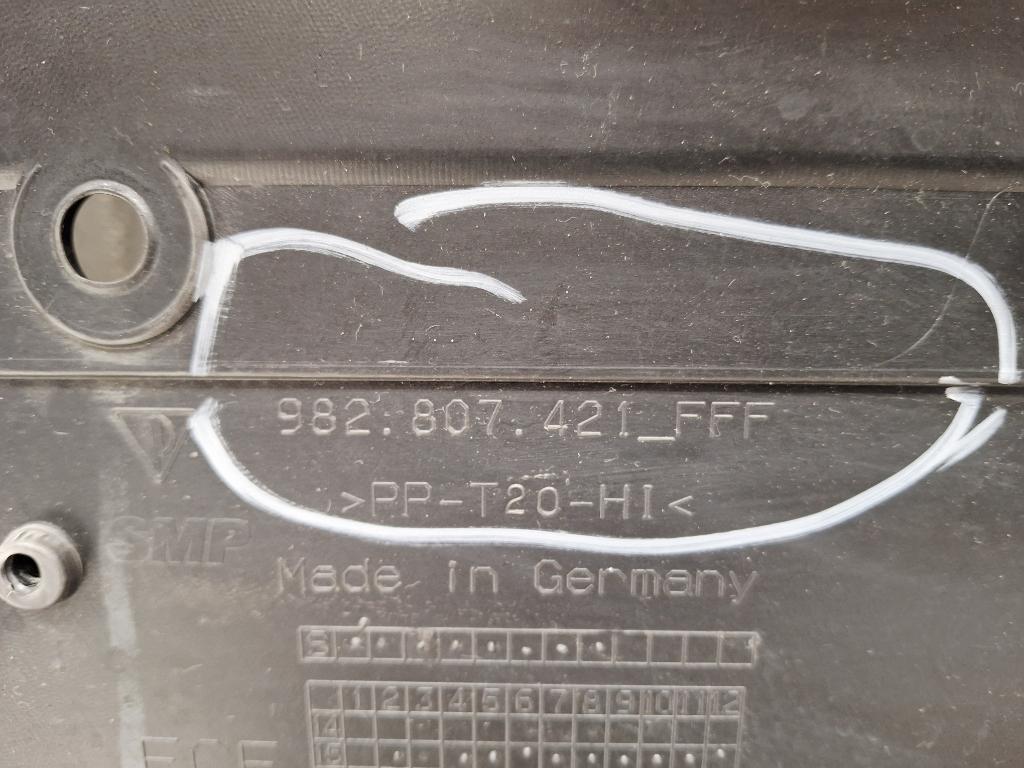 982.807.421_FFF
>PP-T20-HI<
SMP
Made in Germany
1 2 3 4 5 6 7 8 9 10 11 12
14